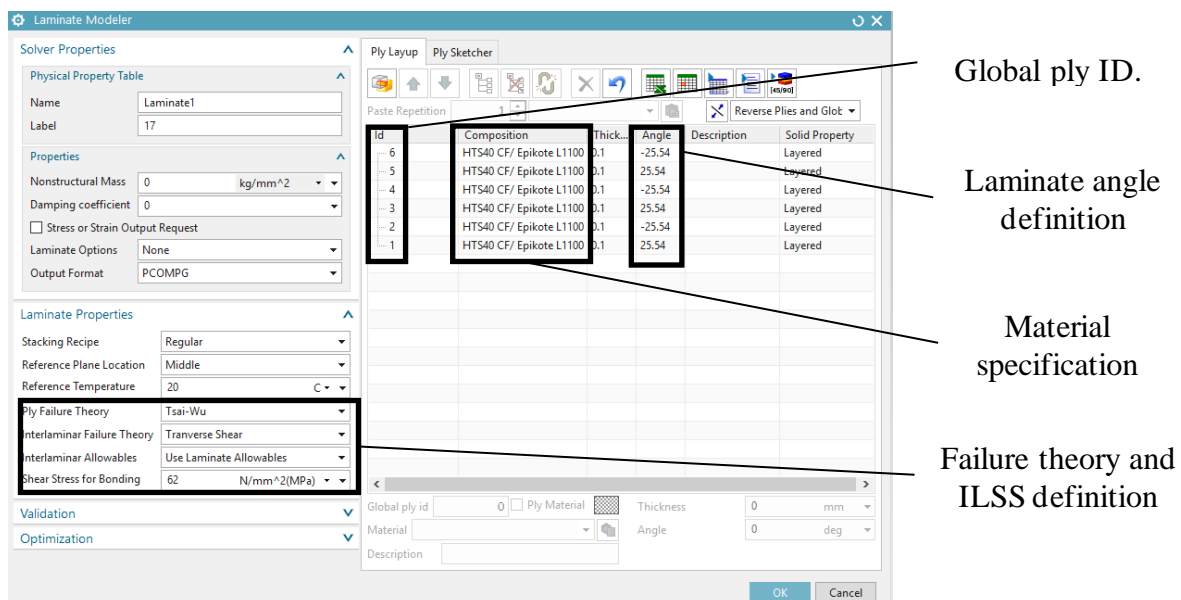 Laminate Modeler
Solver Properties
Physical Property Table
Name Laminate1
Label 17
Properties
Nonstructural Mass 0 kg/mm^2
Damping coefficient 0
Stress or Strain Output Request
Laminate Options None
Output Format PCOMPG
Laminate Properties
Stacking Recipe Regular
Reference Plane Location Middle
Reference Temperature 20 C
Ply Failure Theory Tsai-Wu
Interlaminar Failure Theory Tranverse Shear
Interlaminar Allowables Use Laminate Allowables
Shear Stress for Bonding 62 N/mm^2(MPa)
Validation
Optimization
Ply Layup Ply Sketcher
[45/90]
Paste Repetition 1 Reverse Plies and Glob
Id Composition Thick... Angle Description Solid Property
6 HTS40 CF/ Epikote L1100 0.1 -25.54 Layered
5 HTS40 CF/ Epikote L1100 0.1 25.54 Layered
4 HTS40 CF/ Epikote L1100 0.1 -25.54 Layered
3 HTS40 CF/ Epikote L1100 0.1 25.54 Layered
2 HTS40 CF/ Epikote L1100 0.1 -25.54 Layered
1 HTS40 CF/ Epikote L1100 0.1 25.54 Layered
Global ply id 0 Ply Material Thickness 0 mm
Material Angle 0 deg
Description
OK Cancel
Global ply ID.
Laminate angle
definition
Material
specification
Failure theory and
ILSS definition